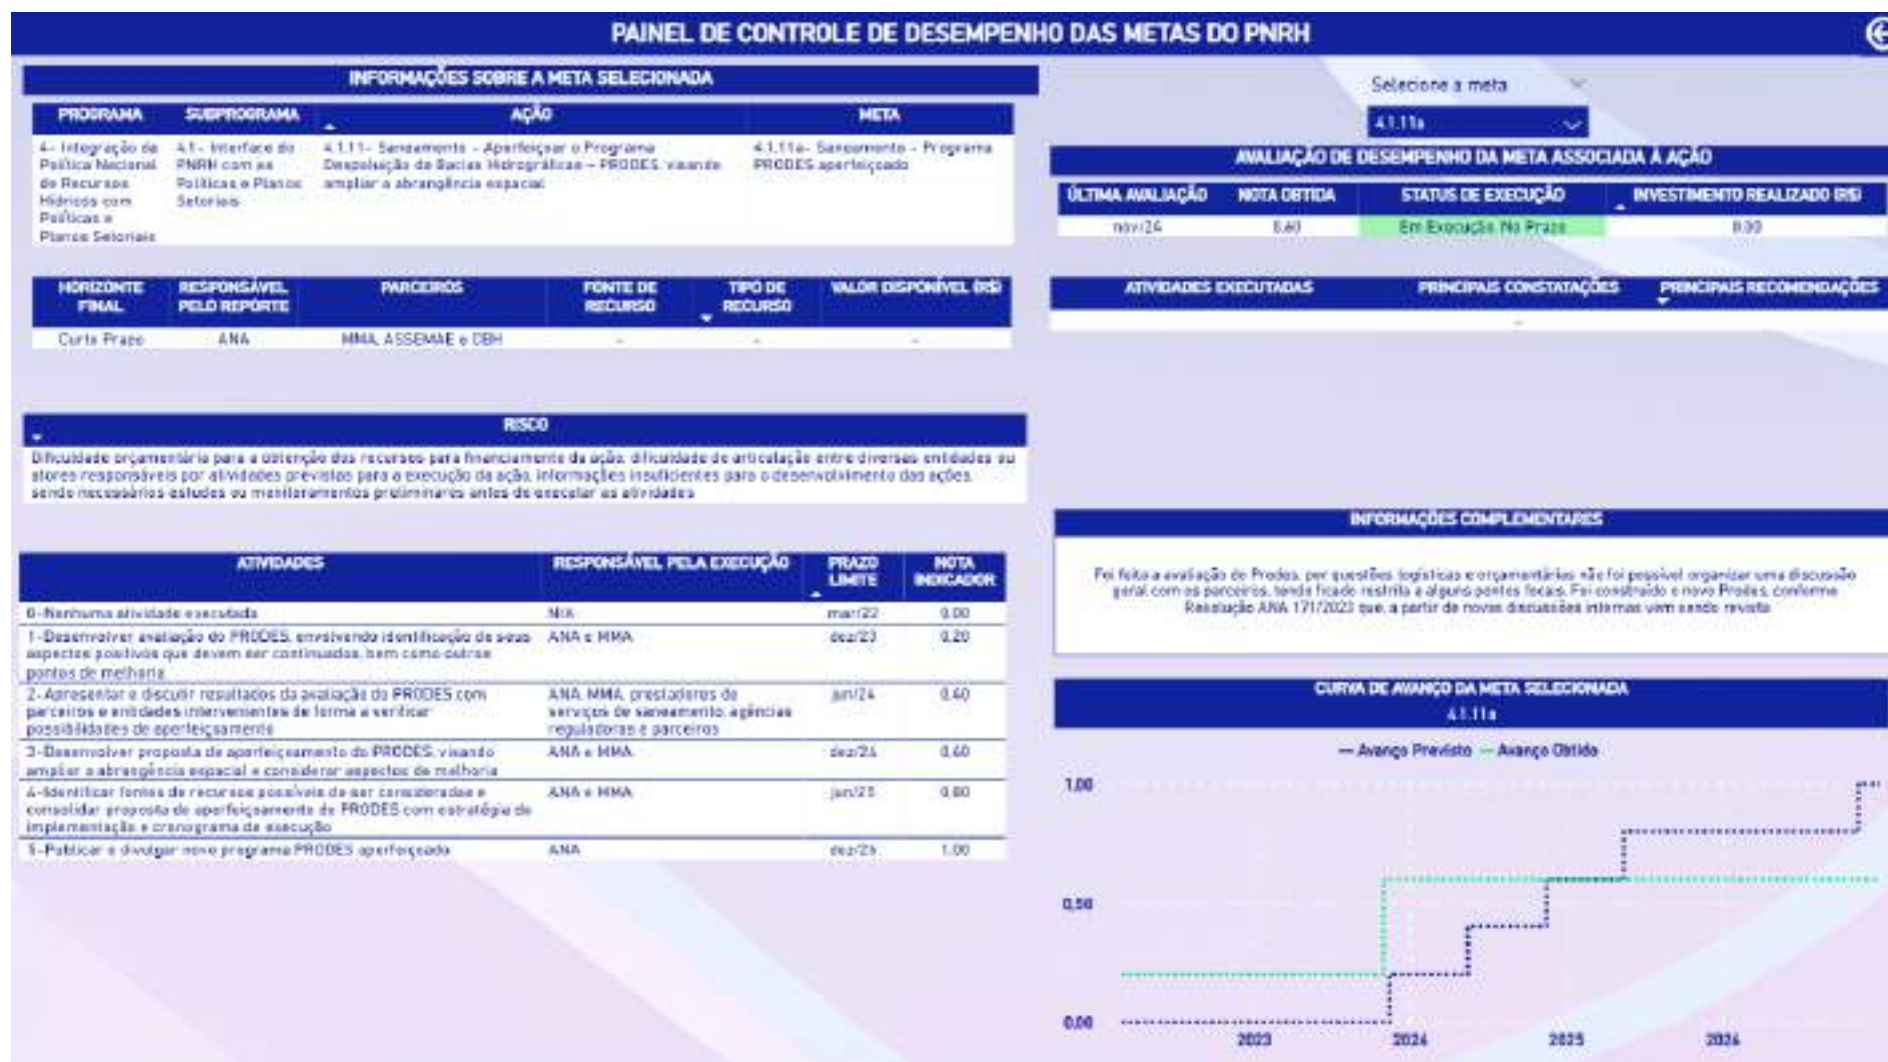 PAINEL DE CONTROLE DE DESEMPENHO DAS METAS DO PNRH
INFORMAÇÕES SOBRE A META SELECIONADA
PROGRAMA SUBPROGRAMA AÇÃO META
4- Integração da 4.1- Interface do 4.1.11- Saneamento - Aperfeiçoar o Programa 4.1.11a- Saneamento - Programa
Política Nacional PNRH com as Despoluição de Bacias Hidrográficas – PRODES, visando PRODES aperfeiçoado
de Recursos Políticas e Planos ampliar a abrangência espacial
Hídricos com Setoriais
Políticas e
Planos Setoriais
HORIZONTE RESPONSÁVEL PARCEIROS FONTE DE TIPO DE VALOR DISPONÍVEL (R$)
FINAL PELO REPORTE RECURSO RECURSO
Curto Prazo ANA MMA, ASSEMAE e CBH - - -
RISCO
Dificuldade orçamentária para a obtenção dos recursos para financiamento da ação, dificuldade de articulação entre diversas entidades ou
atores responsáveis por atividades previstas para a execução da ação, informações insuficientes para o desenvolvimento das ações,
sendo necessários estudos ou monitoramentos preliminares antes de executar as atividades
ATIVIDADES RESPONSÁVEL PELA EXECUÇÃO PRAZO NOTA
LIMITE INDICADOR
0-Nenhuma atividade executada N/A mar/22 0,00
1-Desenvolver avaliação do PRODES, envolvendo identificação de seus ANA e MMA dez/23 0,20
aspectos positivos que devem ser continuados, bem como outros
pontos de melhoria
2-Apresentar e discutir resultados da avaliação do PRODES com ANA, MMA, prestadores de jun/24 0,40
parceiros e entidades intervenientes de forma a verificar serviços de saneamento, agências
possibilidades de aperfeiçoamento reguladoras e parceiros
3-Desenvolver proposta de aperfeiçoamento do PRODES, visando ANA e MMA dez/24 0,60
ampliar a abrangência espacial e considerar aspectos de melhoria
4-Identificar fontes de recursos possíveis de ser consideradas e ANA e MMA jun/25 0,80
consolidar proposta de aperfeiçoamento do PRODES com estratégia de
implementação e cronograma de execução
5-Publicar e divulgar novo programa PRODES aperfeiçoado ANA dez/26 1,00
Selecione a meta
4.1.11a
AVALIAÇÃO DE DESEMPENHO DA META ASSOCIADA À AÇÃO
ÚLTIMA AVALIAÇÃO NOTA OBTIDA STATUS DE EXECUÇÃO INVESTIMENTO REALIZADO (R$)
nov/24 0,60 Em Execução No Prazo 0,00
ATIVIDADES EXECUTADAS PRINCIPAIS CONSTATAÇÕES PRINCIPAIS RECOMENDAÇÕES
-
INFORMAÇÕES COMPLEMENTARES
Foi feito a avaliação do Prodes, por questões logísticas e orçamentárias não foi possível organizar uma discussão
geral com os parceiros, tendo ficado restrita a alguns pontos focais. Foi construído o novo Prodes, conforme
Resolução ANA 171/2023 que, a partir de novas discussões internas vem sendo revista
CURVA DE AVANÇO DA META SELECIONADA
4.1.11a
Avanço Previsto Avanço Obtido
1,00
0,50
0,00
2023 2024 2025 2026